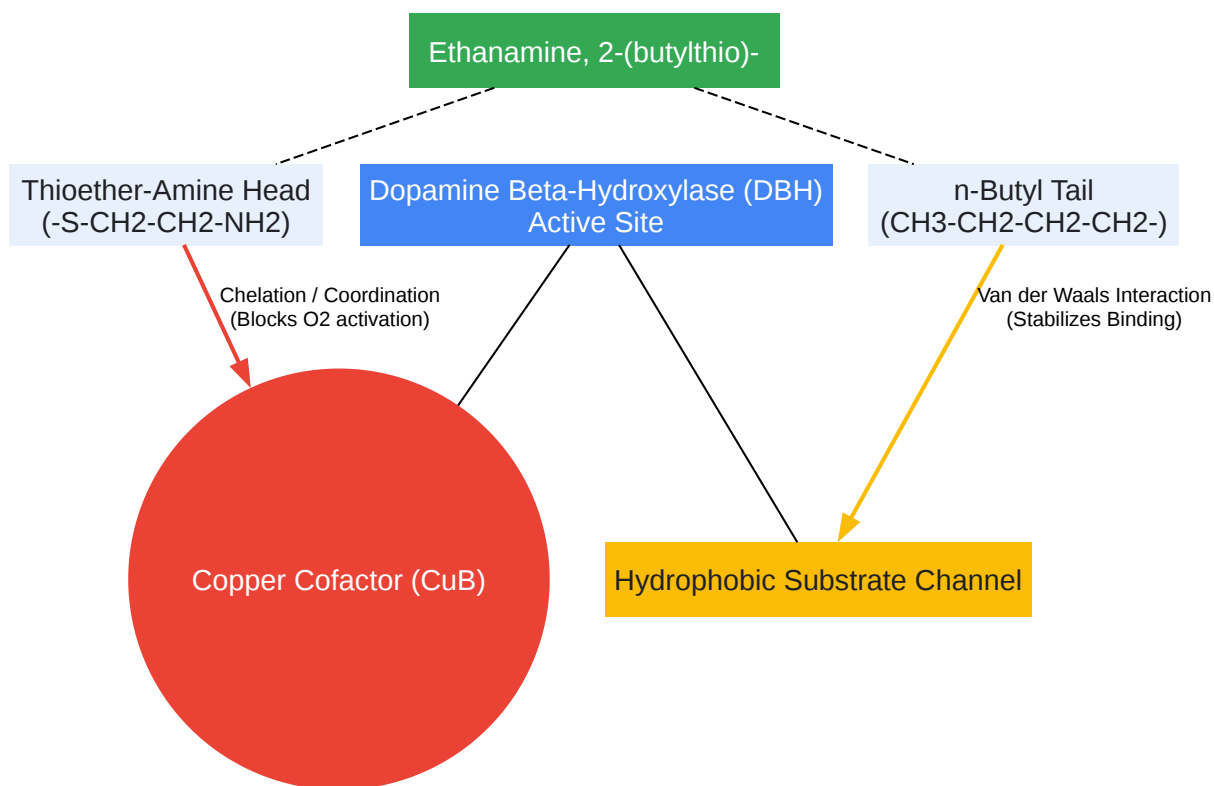 Ethanamine, 2-(butylthio)-
Thioether-Amine Head
(-S-CH2-CH2-NH2)
Dopamine Beta-Hydroxylase (DBH)
Active Site
n-Butyl Tail
(CH3-CH2-CH2-CH2-)
Chelation / Coordination
(Blocks O2 activation)
Van der Waals Interaction
(Stabilizes Binding)
Copper Cofactor (CuB)
Hydrophobic Substrate Channel